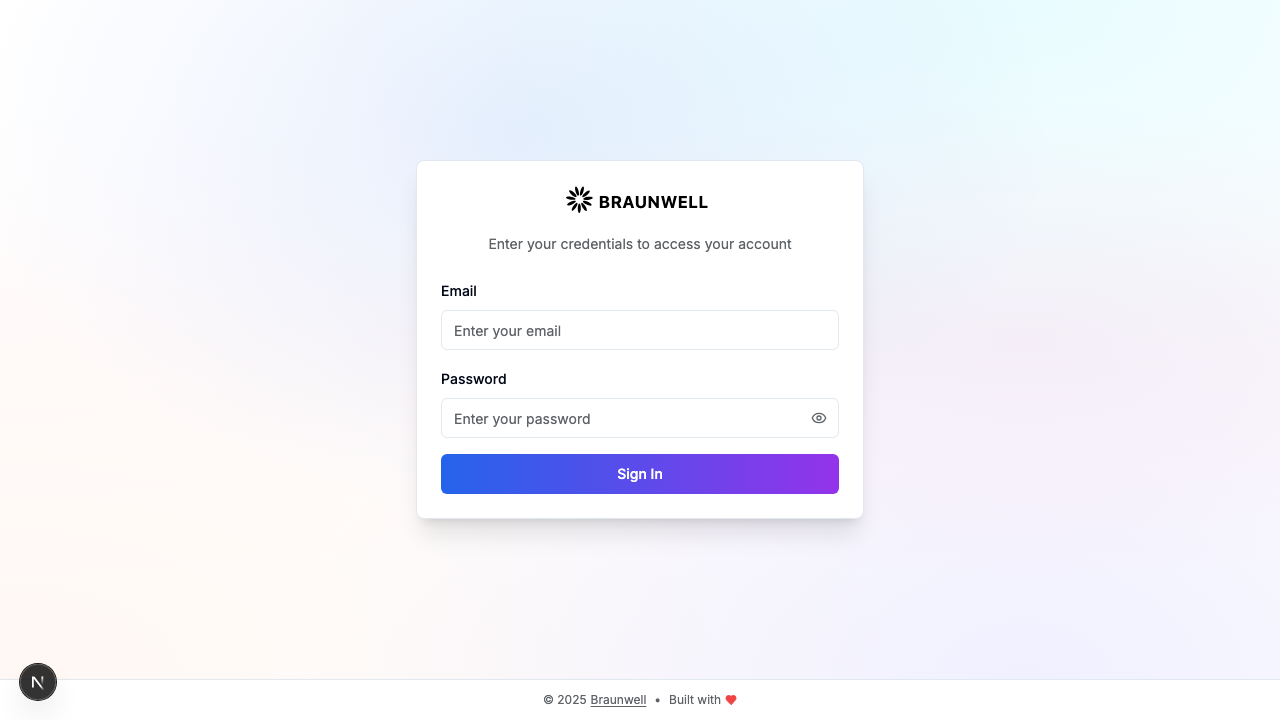 BRAUNWELL
Enter your credentials to access your account
Email
Enter your email
Password
Enter your password
Sign In
N
© 2025 Braunwell • Built with ❤️